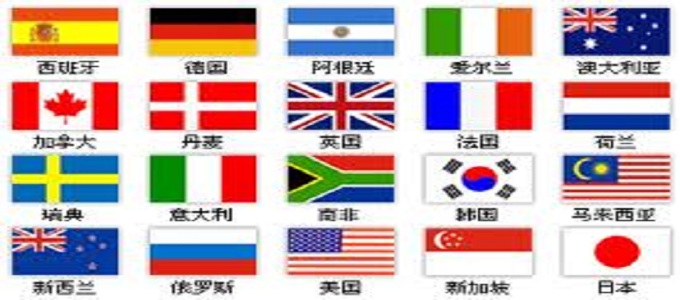 西班牙 德国 阿根廷 爱尔兰 澳大利亚
加拿大 丹麦 英国 法国 荷兰
瑞典 意大利 南非 韩国 马来西亚
新西兰 俄罗斯 美国 新加坡 日本